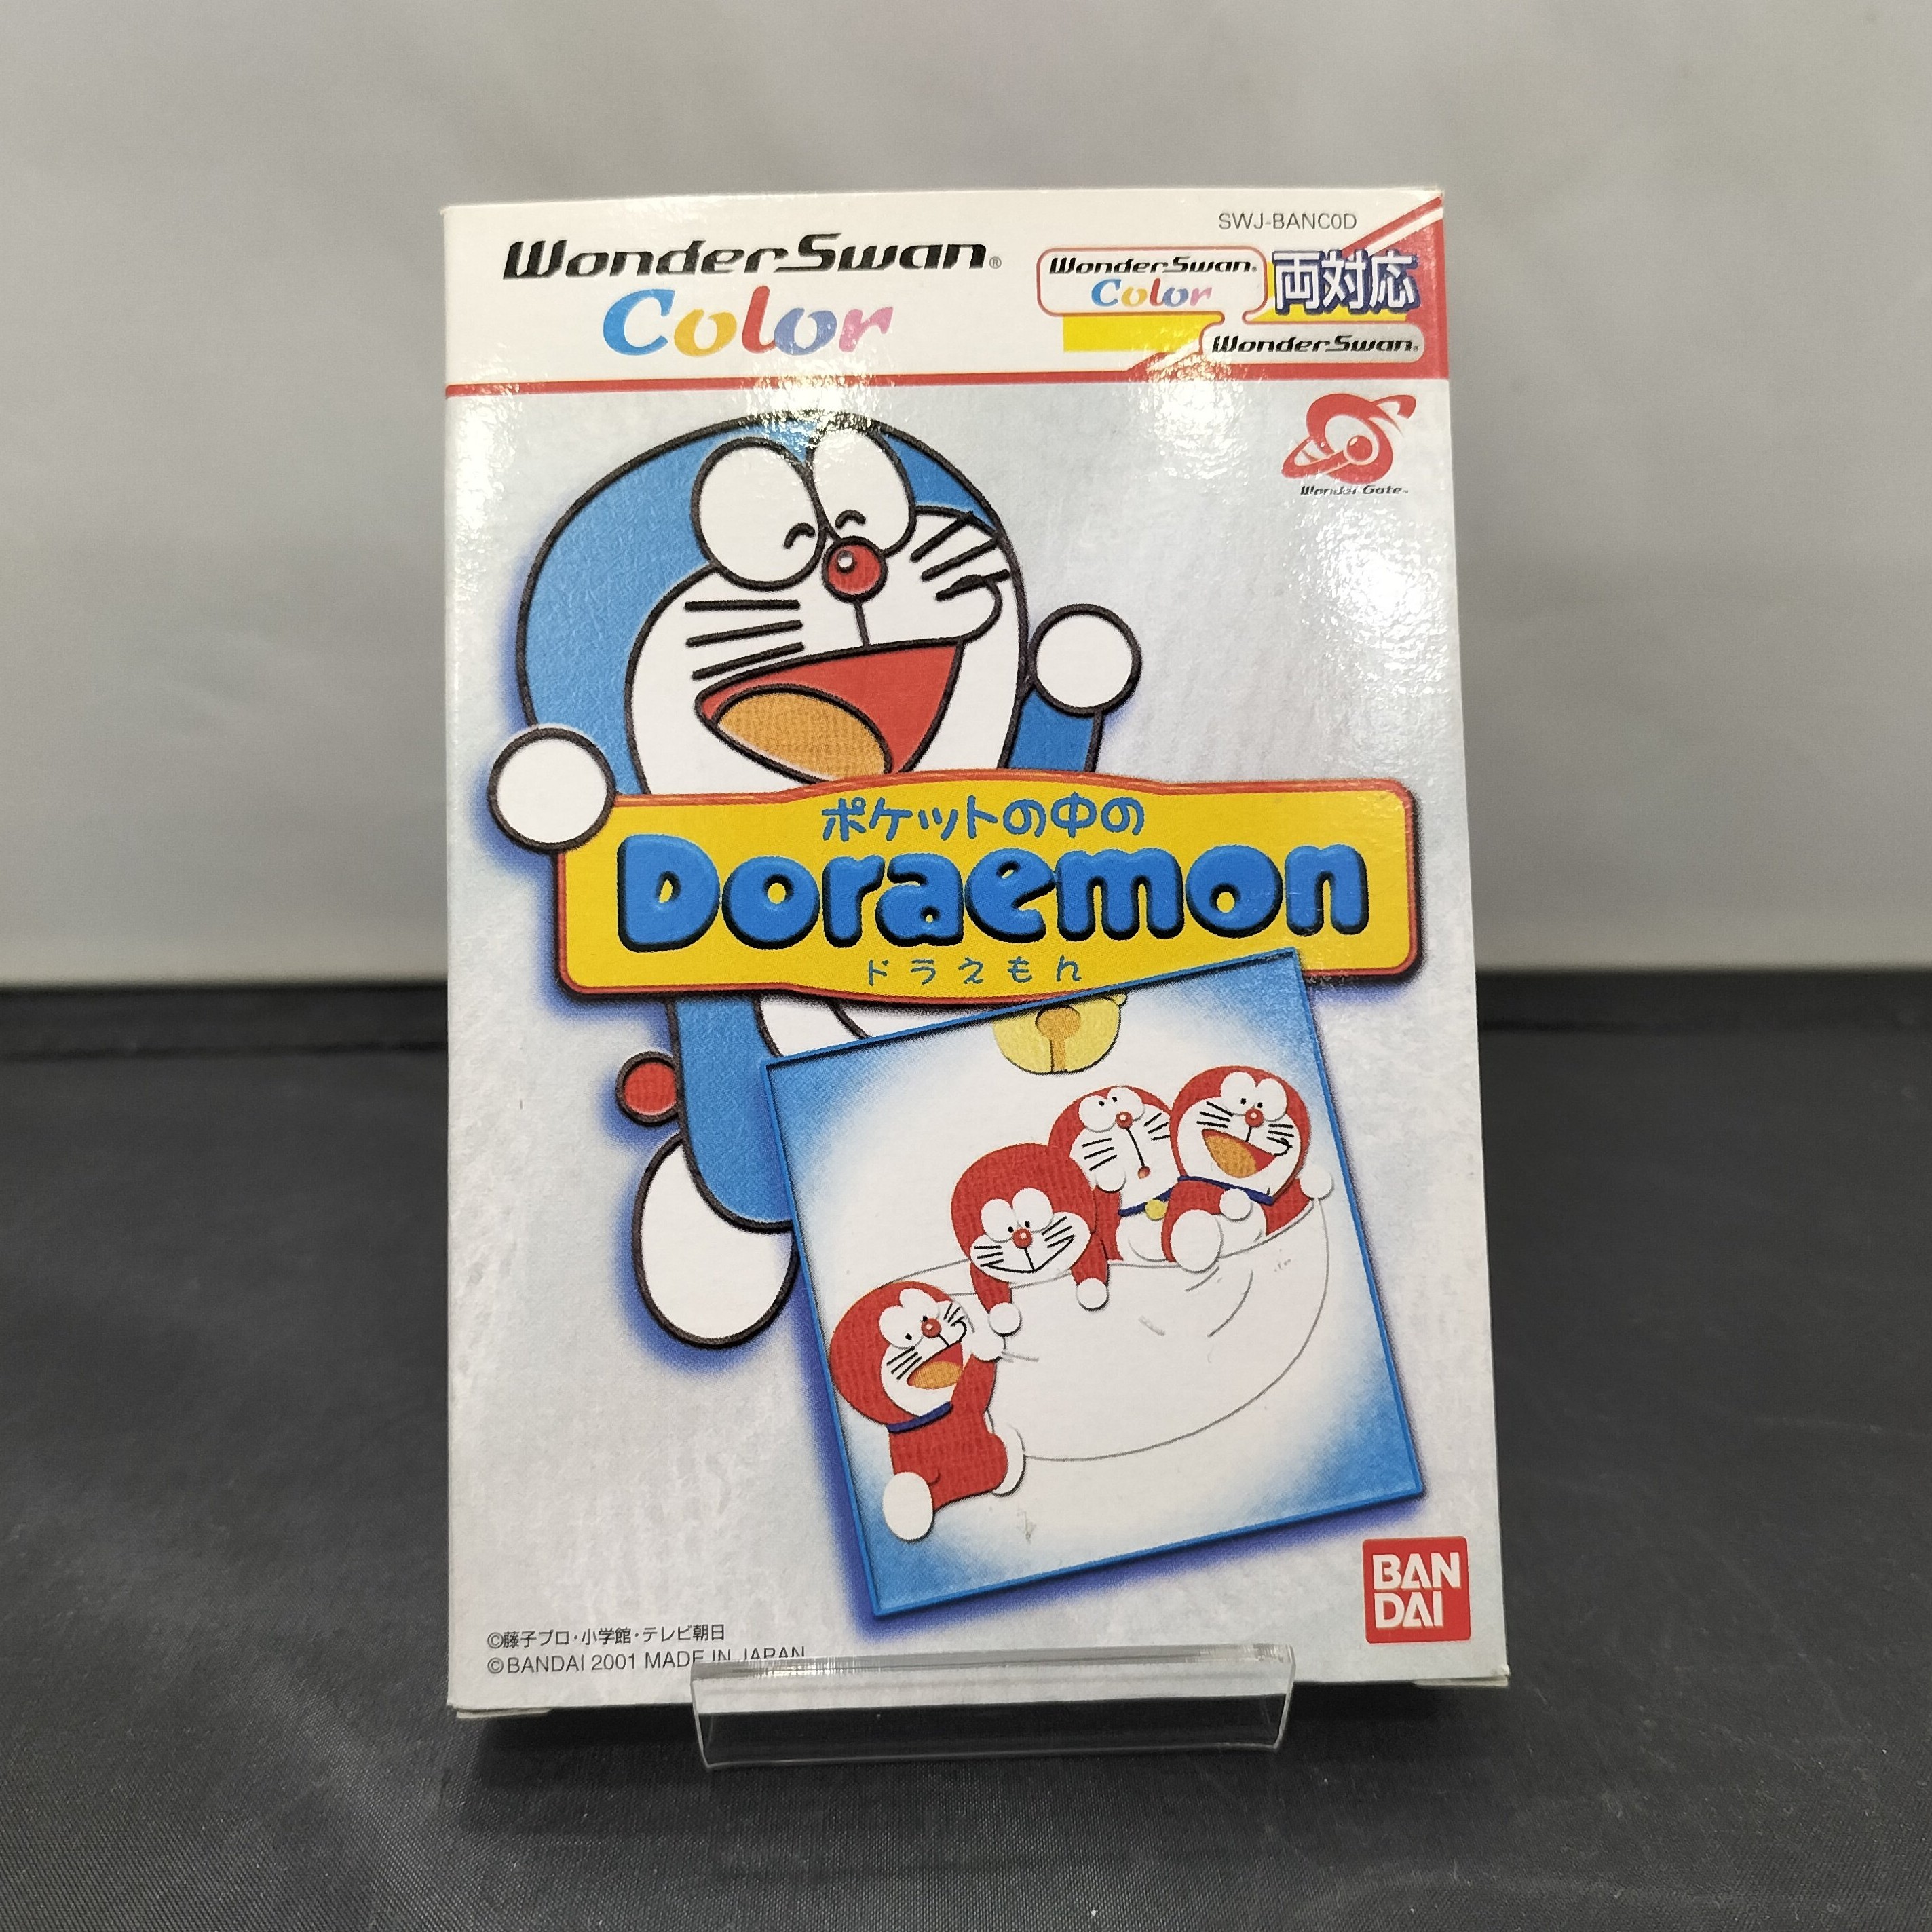 SWJ-BANC0D
WonderSwan®
Color
WonderSwan®
Color
両対応
WonderSwan®
Wonder Gate™
ポケットの中の
Doraemon
ドラえもん
BAN
DAI
©藤子プロ・小学館・テレビ朝日
©BANDAI 2001 MADE IN JAPAN